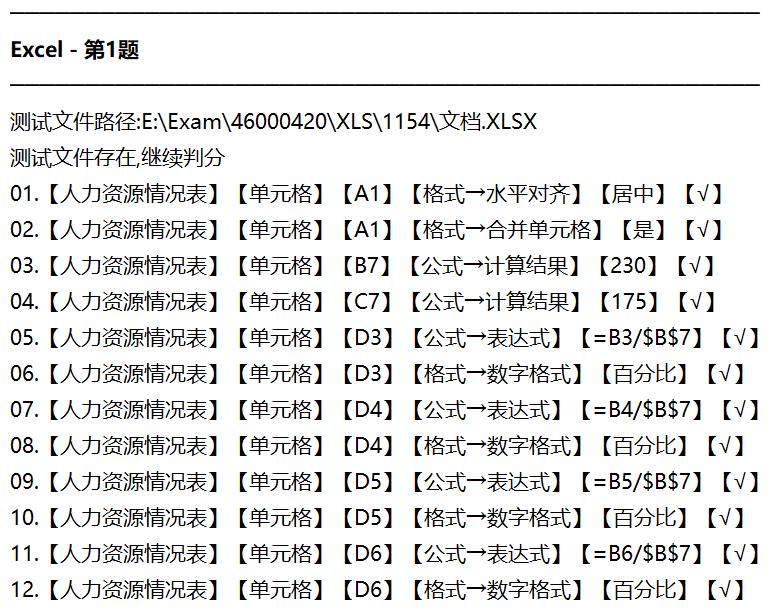 Excel - 第1题
测试文件路径:E:\Exam\46000420\XLS\1154\文档.XLSX
测试文件存在,继续判分
01.【人力资源情况表】【单元格】【A1】【格式→水平对齐】【居中】【√】
02.【人力资源情况表】【单元格】【A1】【格式→合并单元格】【是】【√】
03.【人力资源情况表】【单元格】【B7】【公式→计算结果】【230】【√】
04.【人力资源情况表】【单元格】【C7】【公式→计算结果】【175】【√】
05.【人力资源情况表】【单元格】【D3】【公式→表达式】【=B3/$B$7】【√】
06.【人力资源情况表】【单元格】【D3】【格式→数字格式】【百分比】【√】
07.【人力资源情况表】【单元格】【D4】【公式→表达式】【=B4/$B$7】【√】
08.【人力资源情况表】【单元格】【D4】【格式→数字格式】【百分比】【√】
09.【人力资源情况表】【单元格】【D5】【公式→表达式】【=B5/$B$7】【√】
10.【人力资源情况表】【单元格】【D5】【格式→数字格式】【百分比】【√】
11.【人力资源情况表】【单元格】【D6】【公式→表达式】【=B6/$B$7】【√】
12.【人力资源情况表】【单元格】【D6】【格式→数字格式】【百分比】【√】